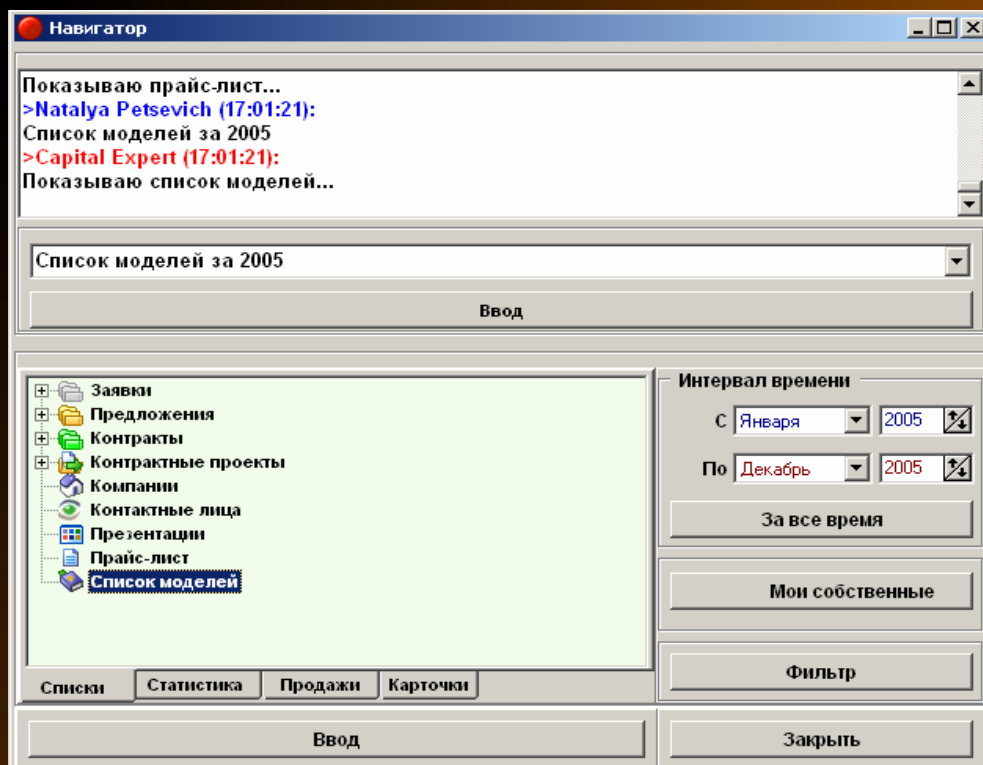 Навигатор
Показываю прайс-лист...
>Natalya Petsevich (17:01:21):
Список моделей за 2005
>Capital Expert (17:01:21):
Показываю список моделей...
Список моделей за 2005
Ввод
Заявки
Предложения
Контракты
Контрактные проекты
Компании
Контактные лица
Презентации
Прайс-лист
Список моделей
Списки Статистика Продажи Карточки
Интервал времени
С Января 2005
По Декабрь 2005
За все время
Мои собственные
Фильтр
Ввод
Закрыть